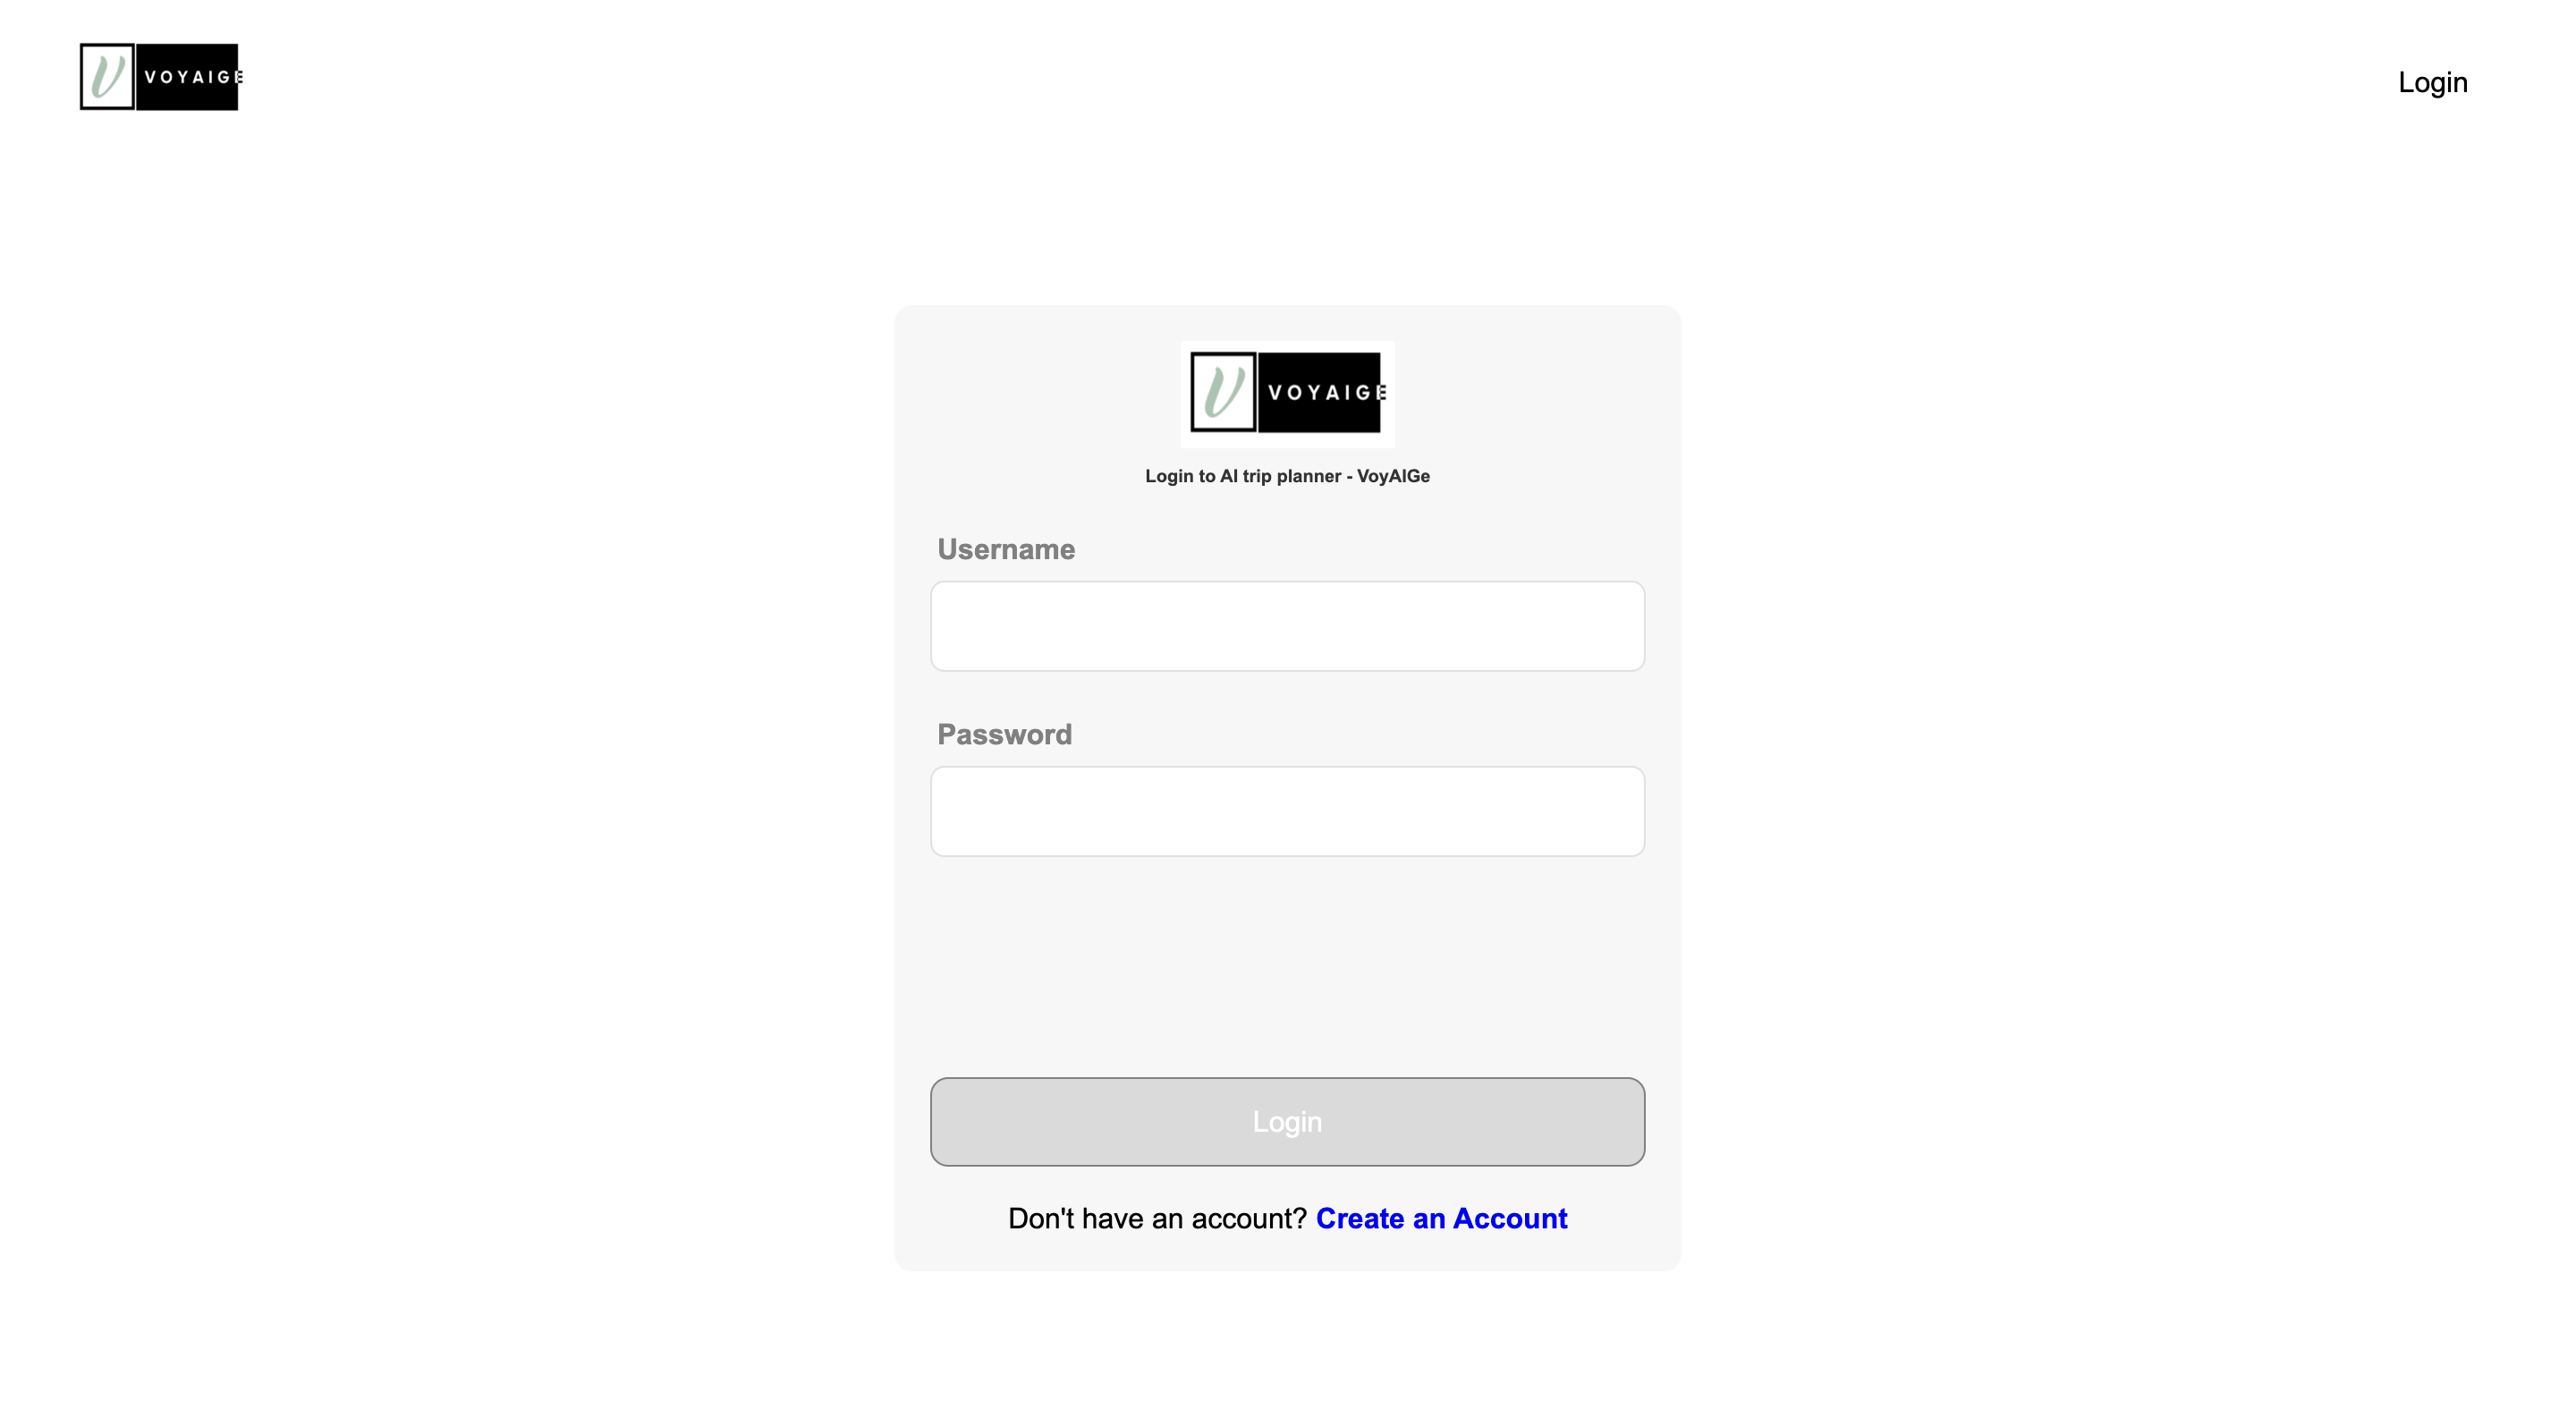 V VOYAIGE
Login
V VOYAIGE
Login to AI trip planner - VoyAIGe
Username
Password
Login
Don't have an account? Create an Account